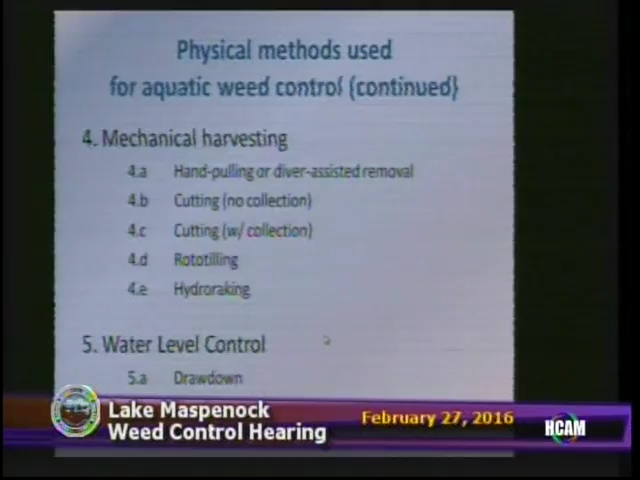 Physical methods used
for aquatic weed control (continued)
4. Mechanical harvesting
4.a Hand-pulling or diver-assisted removal
4.b Cutting (no collection)
4.c Cutting (w/ collection)
4.d Rototilling
4.e Hydroraking
5. Water Level Control
5.a Drawdown
Lake Maspenock
Weed Control Hearing
February 27, 2016
HCAM